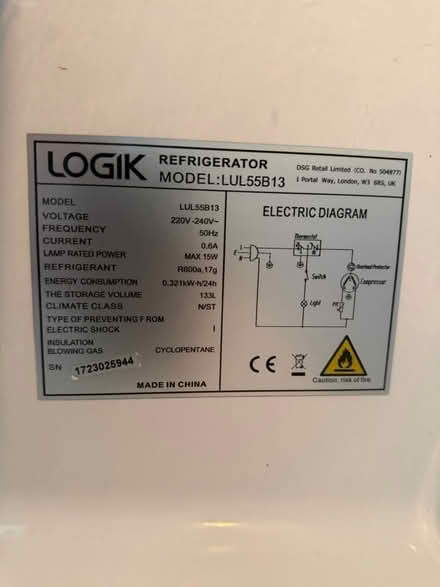 LOGIK REFRIGERATOR
MODEL:LUL55B13
DSG Retail Limited (CO. No 504877)
1 Portal Way, London, W3 6RS, UK
MODEL LUL55B13
VOLTAGE 220V-240V~
FREQUENCY 50Hz
CURRENT 0.6A
LAMP RATED POWER MAX 15W
REFRIGERANT R600a,17g
ENERGY CONSUMPTION 0.321kW·h/24h
THE STORAGE VOLUME 133L
CLIMATE CLASS N/ST
TYPE OF PREVENTING FROM
ELECTRIC SHOCK I
INSULATION
BLOWING GAS CYCLOPENTANE
SN 1723025944
MADE IN CHINA
ELECTRIC DIAGRAM
Thermostat
Overload Protector
Switch
Compressor
Light
PTC
CE
Caution, risk of fire